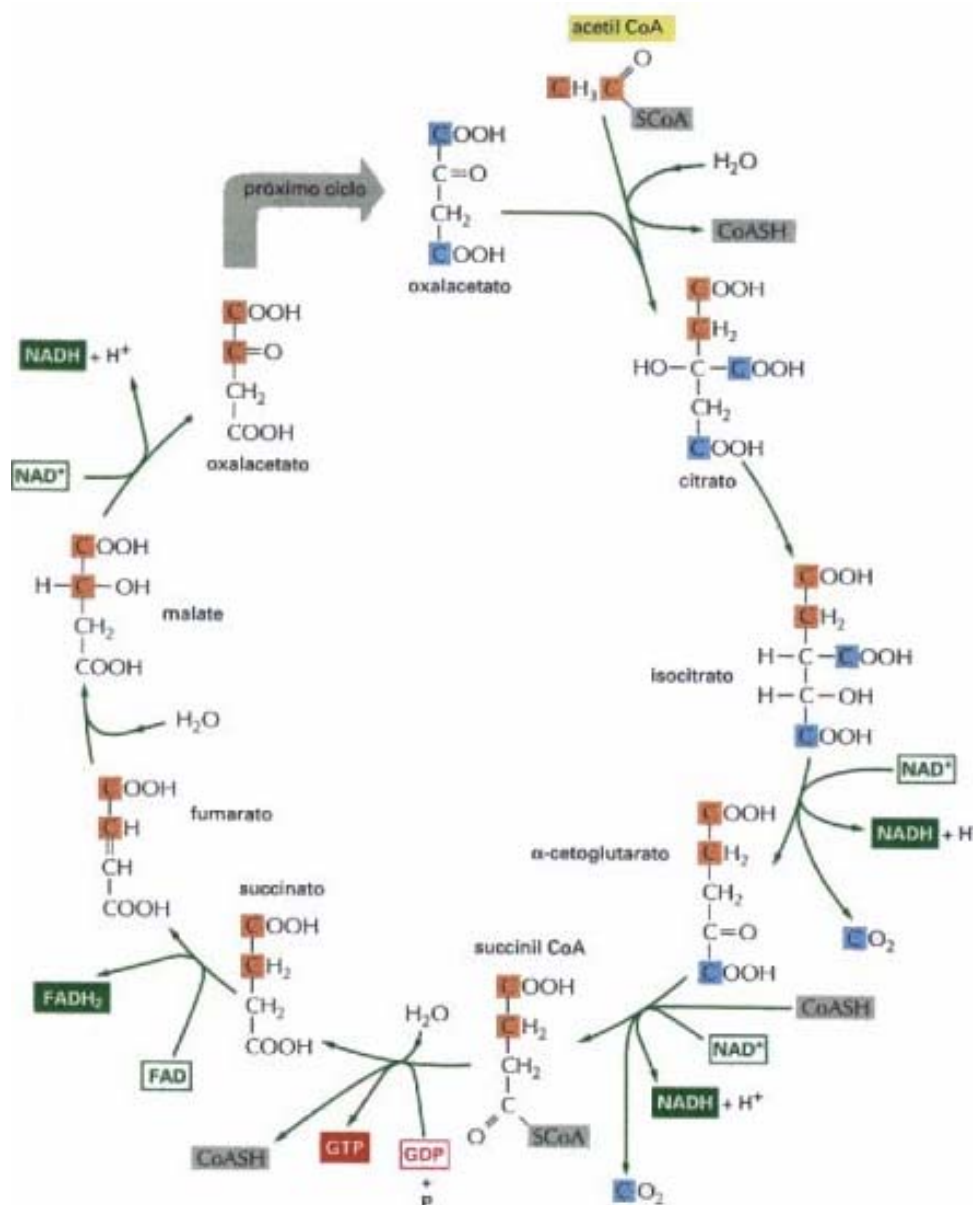 acetil CoA
O
CH₃ C
SCoA
H₂O
CoASH
próximo ciclo
COOH
C=O
CH₂
COOH
oxalacetato
COOH
CH₂
HO—C—COOH
CH₂
COOH
citrato
COOH
CH₂
H—C—COOH
H—C—OH
COOH
isocitrato
NAD⁺
NADH + H
CO₂
COOH
CH₂
CH₂
C=O
COOH
α-cetoglutarato
CoASH
NAD⁺
NADH + H⁺
CO₂
succinil CoA
COOH
CH₂
CH₂
C
O
SCoA
H₂O
GDP
+
P
GTP
CoASH
succinato
COOH
CH₂
CH₂
COOH
FAD
FADH₂
fumarato
COOH
CH
CH
COOH
H₂O
malate
COOH
H—C—OH
CH₂
COOH
NAD⁺
NADH + H⁺
COOH
C=O
CH₂
COOH
oxalacetato